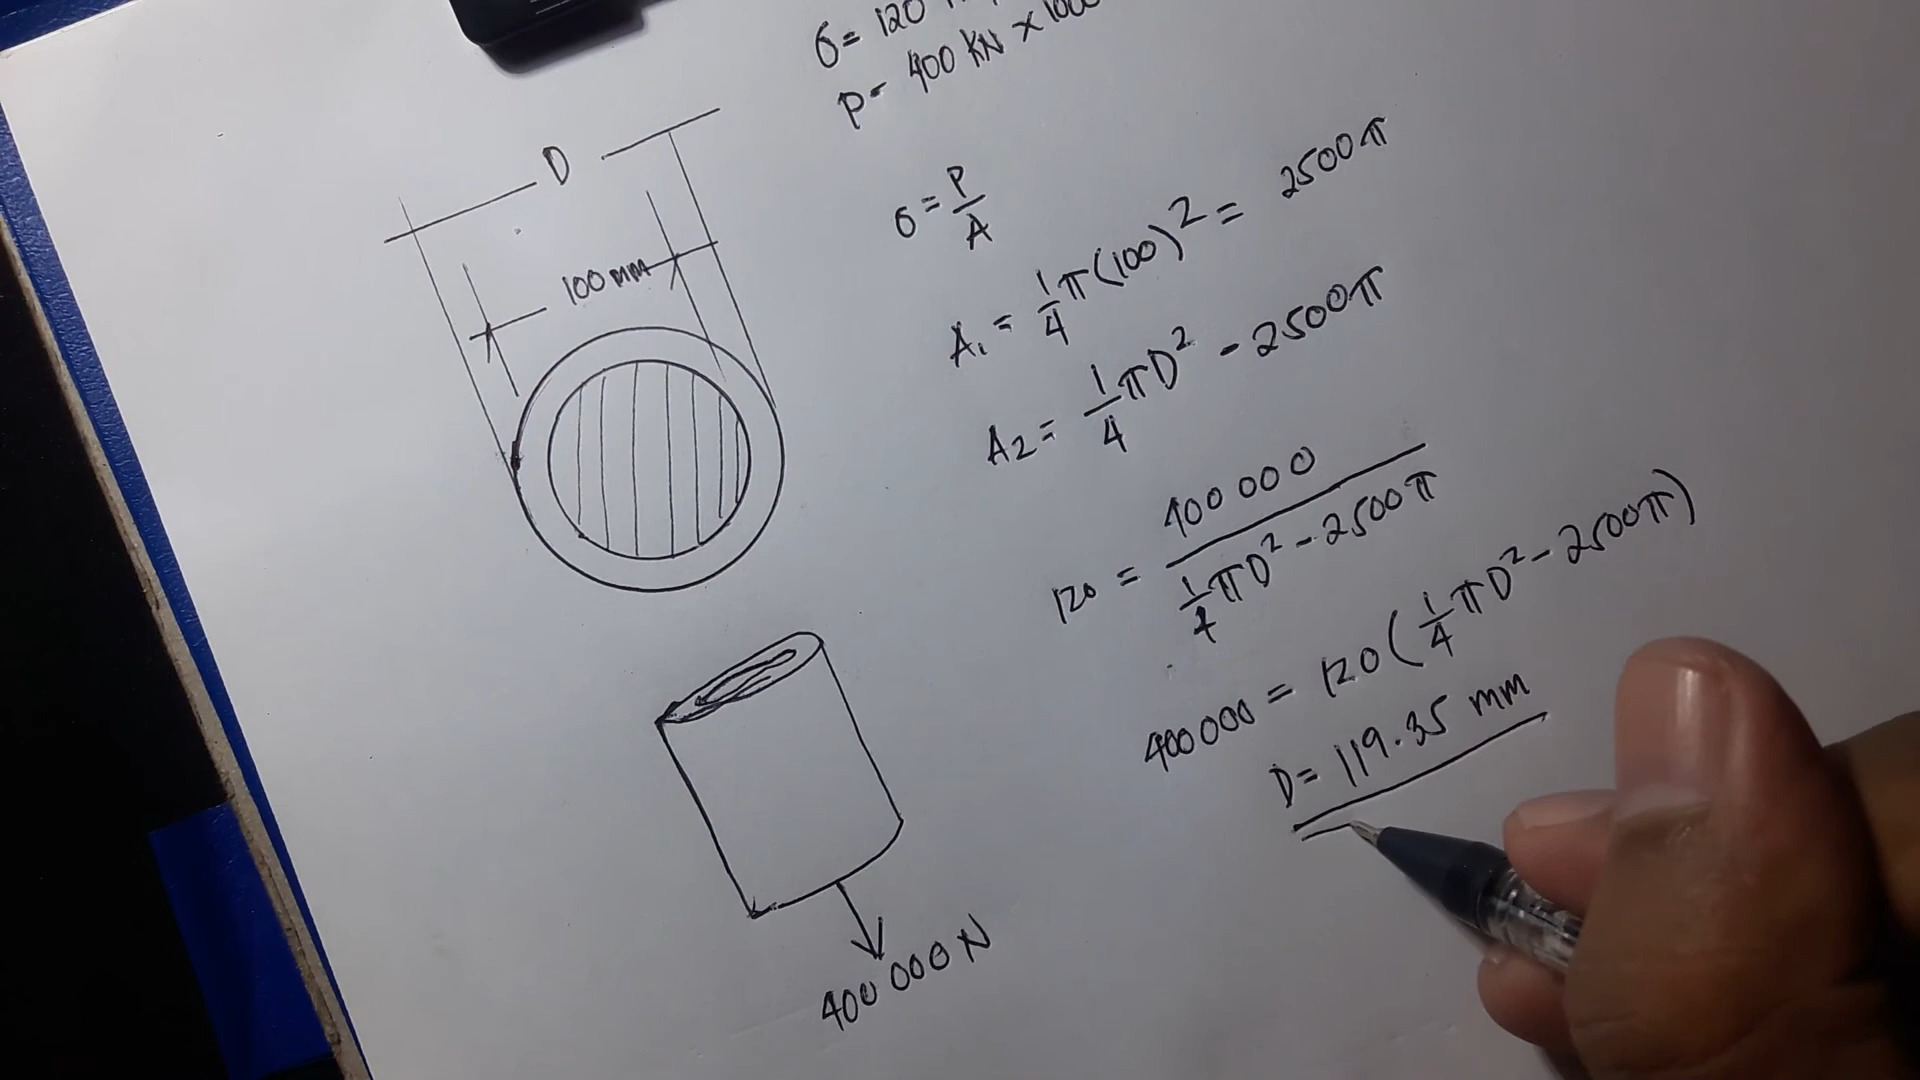 σ = 120
P = 400 kN × 1000
D
100 mm
σ = P/A
A₁ = 1/4 π(100)² = 2500π
A2 = 1/4 πD² - 2500π
120 = 400 000 / 1/4 πD² - 2500π
400 000 = 120 ( 1/4 πD² - 2500π)
D = 119.35 mm
400 000 N